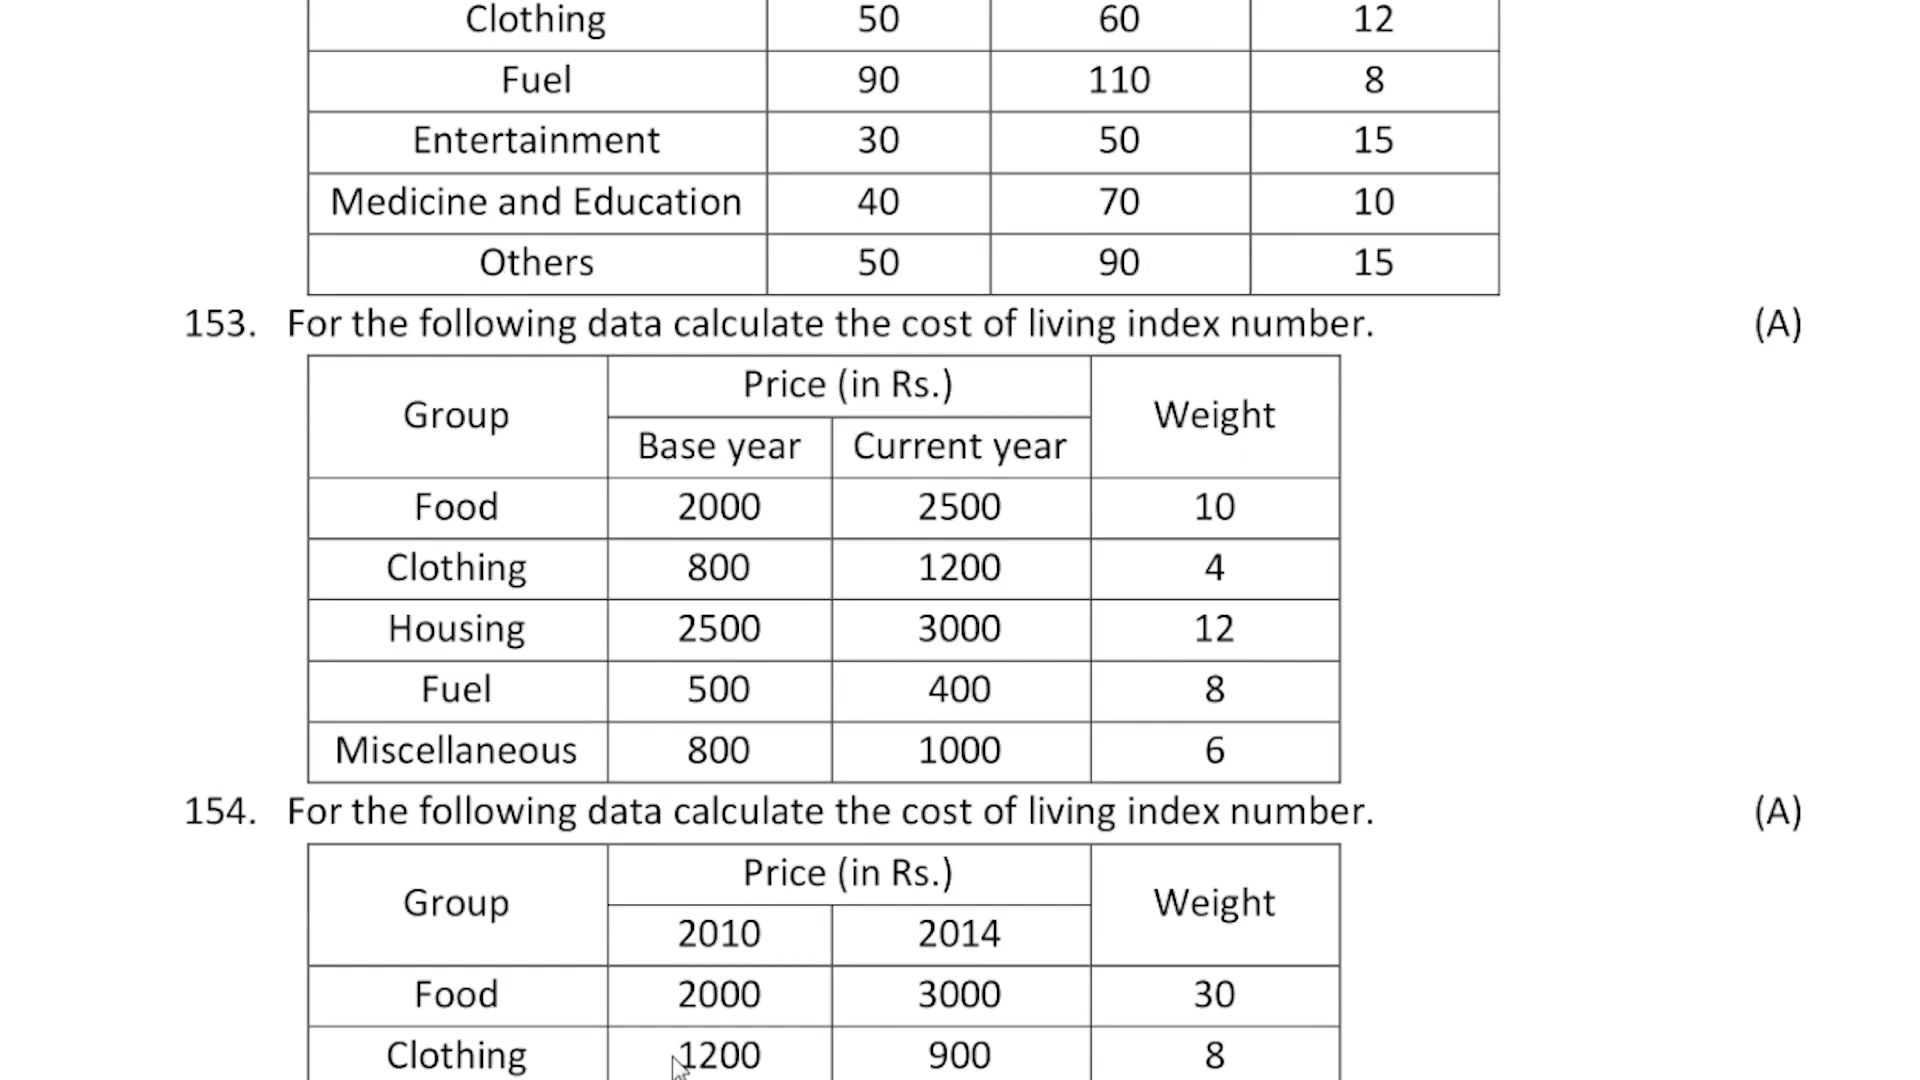 Clothing 50 60 12
Fuel 90 110 8
Entertainment 30 50 15
Medicine and Education 40 70 10
Others 50 90 15
153. For the following data calculate the cost of living index number. (A)
Group Price (in Rs.) Weight
Base year Current year
Food 2000 2500 10
Clothing 800 1200 4
Housing 2500 3000 12
Fuel 500 400 8
Miscellaneous 800 1000 6
154. For the following data calculate the cost of living index number. (A)
Group Price (in Rs.) Weight
2010 2014
Food 2000 3000 30
Clothing 1200 900 8